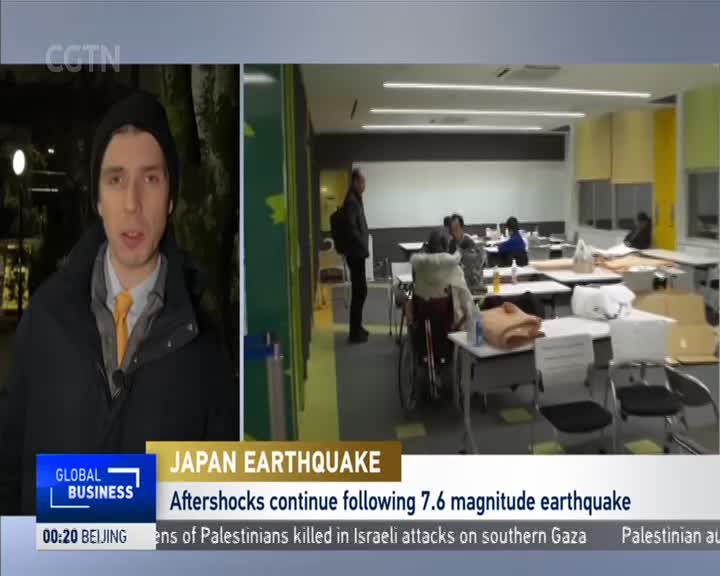 CGTN
JAPAN EARTHQUAKE
GLOBAL
BUSINESS
Aftershocks continue following 7.6 magnitude earthquake
00:20 BEIJING
ens of Palestinians killed in Israeli attacks on southern Gaza Palestinian au